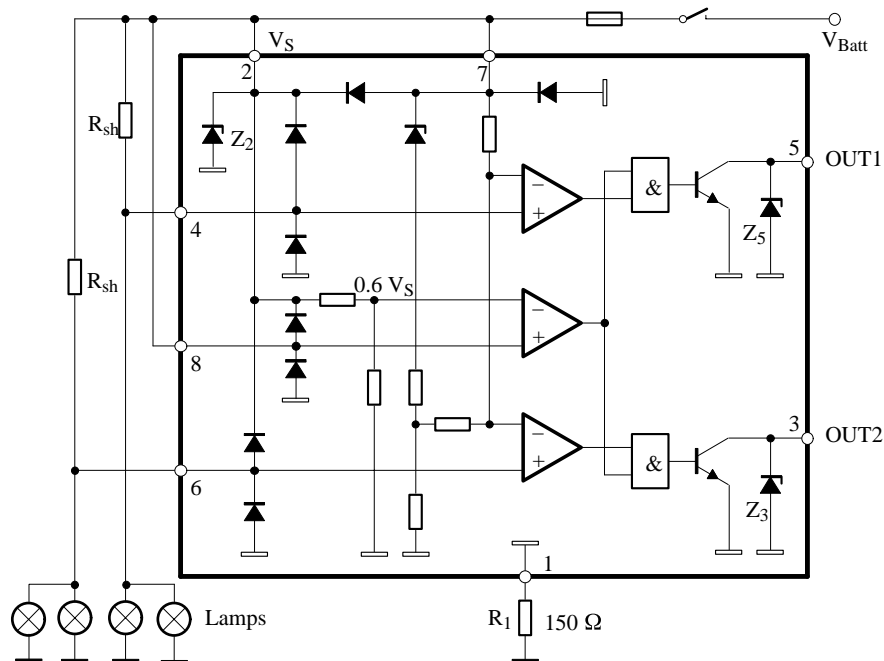 V_S
V_Batt
2
7
R_sh
Z_2
5
OUT1
&
−
+
4
Z_5
R_sh
0.6 V_S
−
+
8
3
OUT2
−
+
&
6
Z_3
1
Lamps
R_1
150 Ω